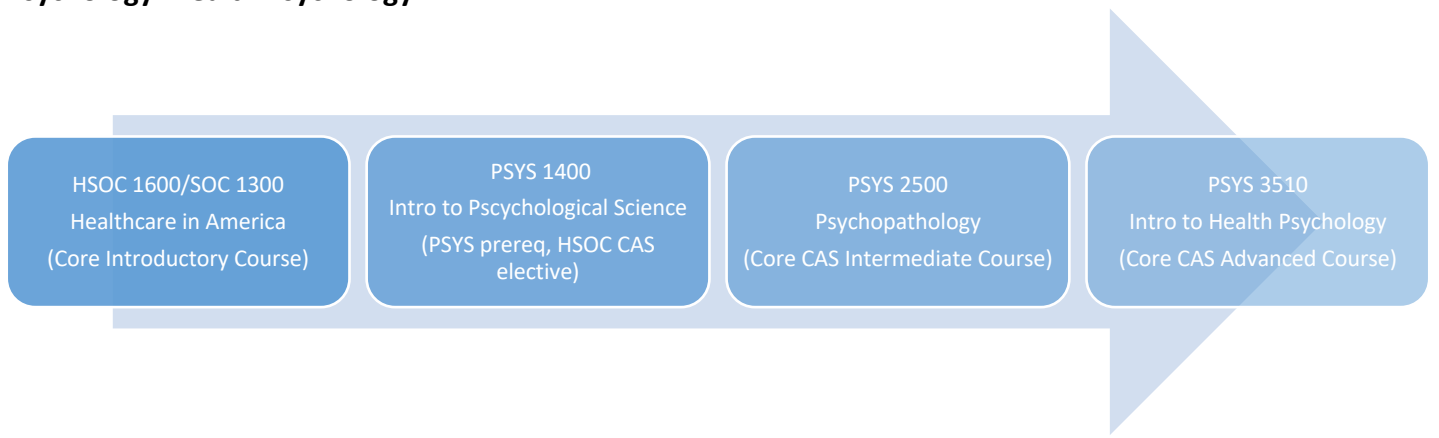 HSOC 1600/SOC 1300
Healthcare in America
(Core Introductory Course)
PSYS 1400
Intro to Pscychological Science
(PSYS prereq, HSOC CAS
elective)
PSYS 2500
Psychopathology
(Core CAS Intermediate Course)
PSYS 3510
Intro to Health Psychology
(Core CAS Advanced Course)